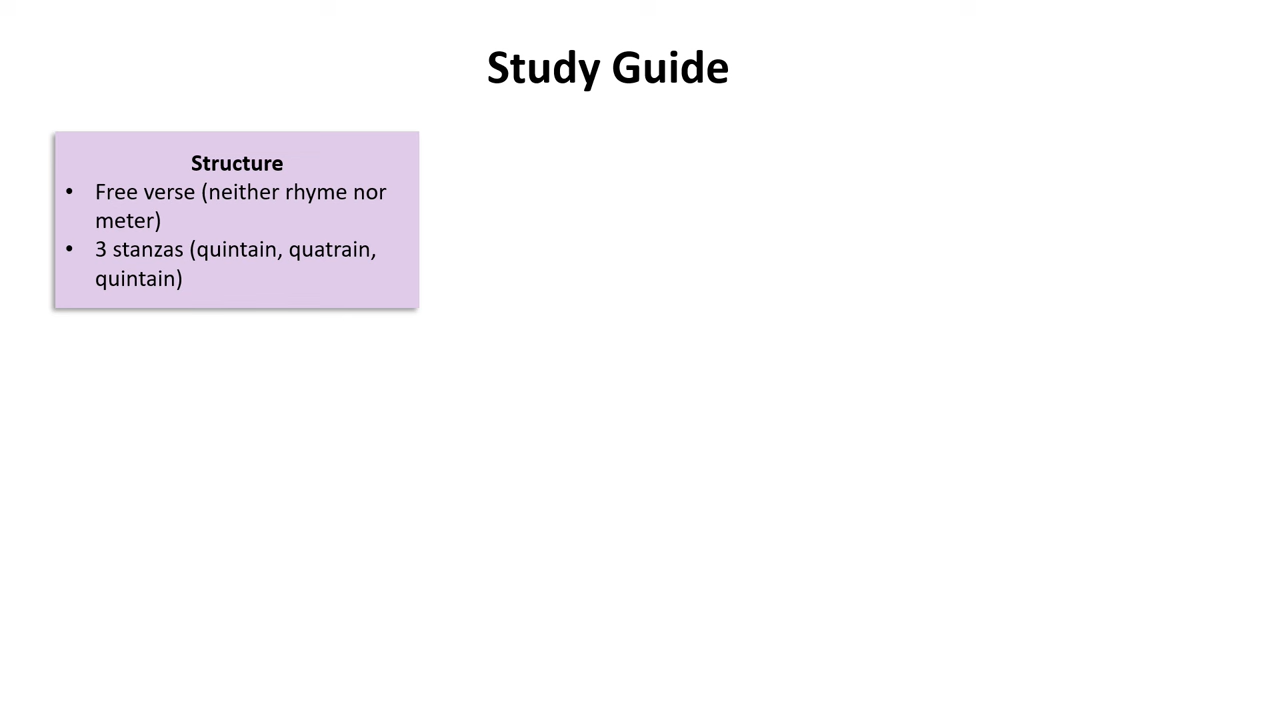 Study Guide
Structure
• Free verse (neither rhyme nor
meter)
• 3 stanzas (quintain, quatrain,
quintain)